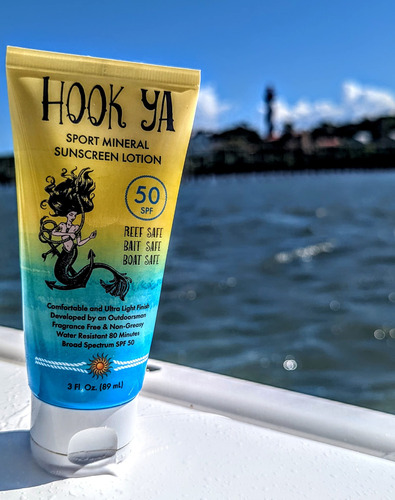 HOOK YA
SPORT MINERAL
SUNSCREEN LOTION
50
SPF
REEF SAFE
BAIT SAFE
BOAT SAFE
Comfortable and Ultra Light Finish
Developed by an Outdoorsman
Fragrance Free & Non-Greasy
Water Resistant 80 Minutes
Broad Spectrum SPF 50
3 Fl. Oz. (89 mL)